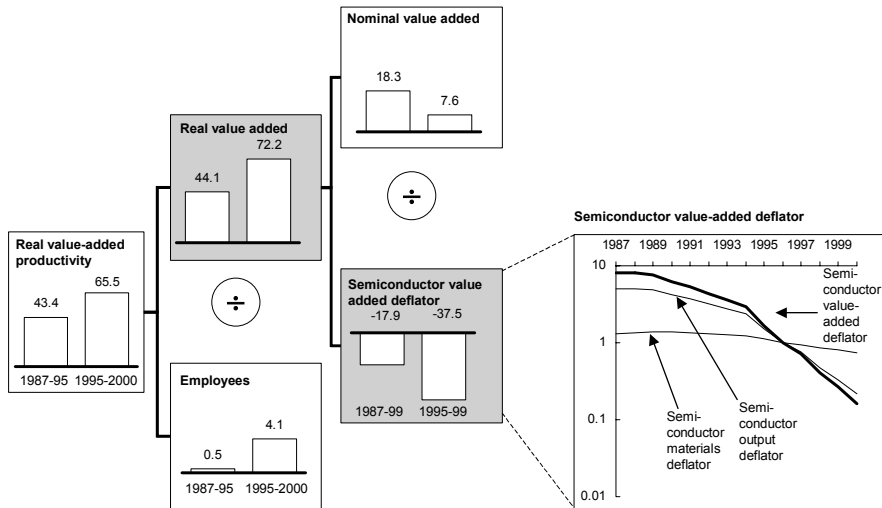 Nominal value added
18.3
7.6
Real value added
72.2
44.1
÷
Real value-added
productivity
65.5
43.4
1987-95 1995-2000
÷
Semiconductor value
added deflator
-17.9 -37.5
1987-99 1995-99
Employees
4.1
0.5
1987-95 1995-2000
Semiconductor value-added deflator
1987 1989 1991 1993 1995 1997 1999
10
1
0.1
0.01
Semi-
conductor
value-
added
deflator
Semi-
conductor
materials
deflator
Semi-
conductor
output
deflator